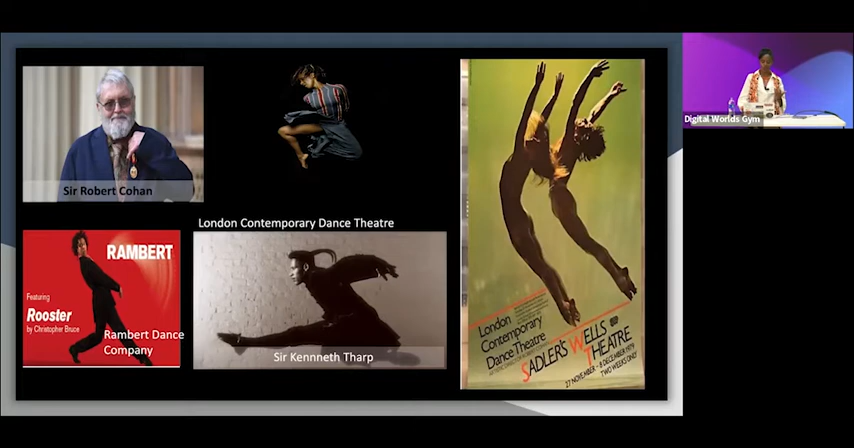 Sir Robert Cohan
London Contemporary Dance Theatre
RAMBERT
Featuring
Rooster
by Christopher Bruce
Rambert Dance
Company
Sir Kennneth Tharp
London
Contemporary
Dance Theatre
SADLER'S WELLS
THEATRE
27 NOVEMBER - 8 DECEMBER 1979
TWO WEEKS ONLY
Digital Worlds Gym